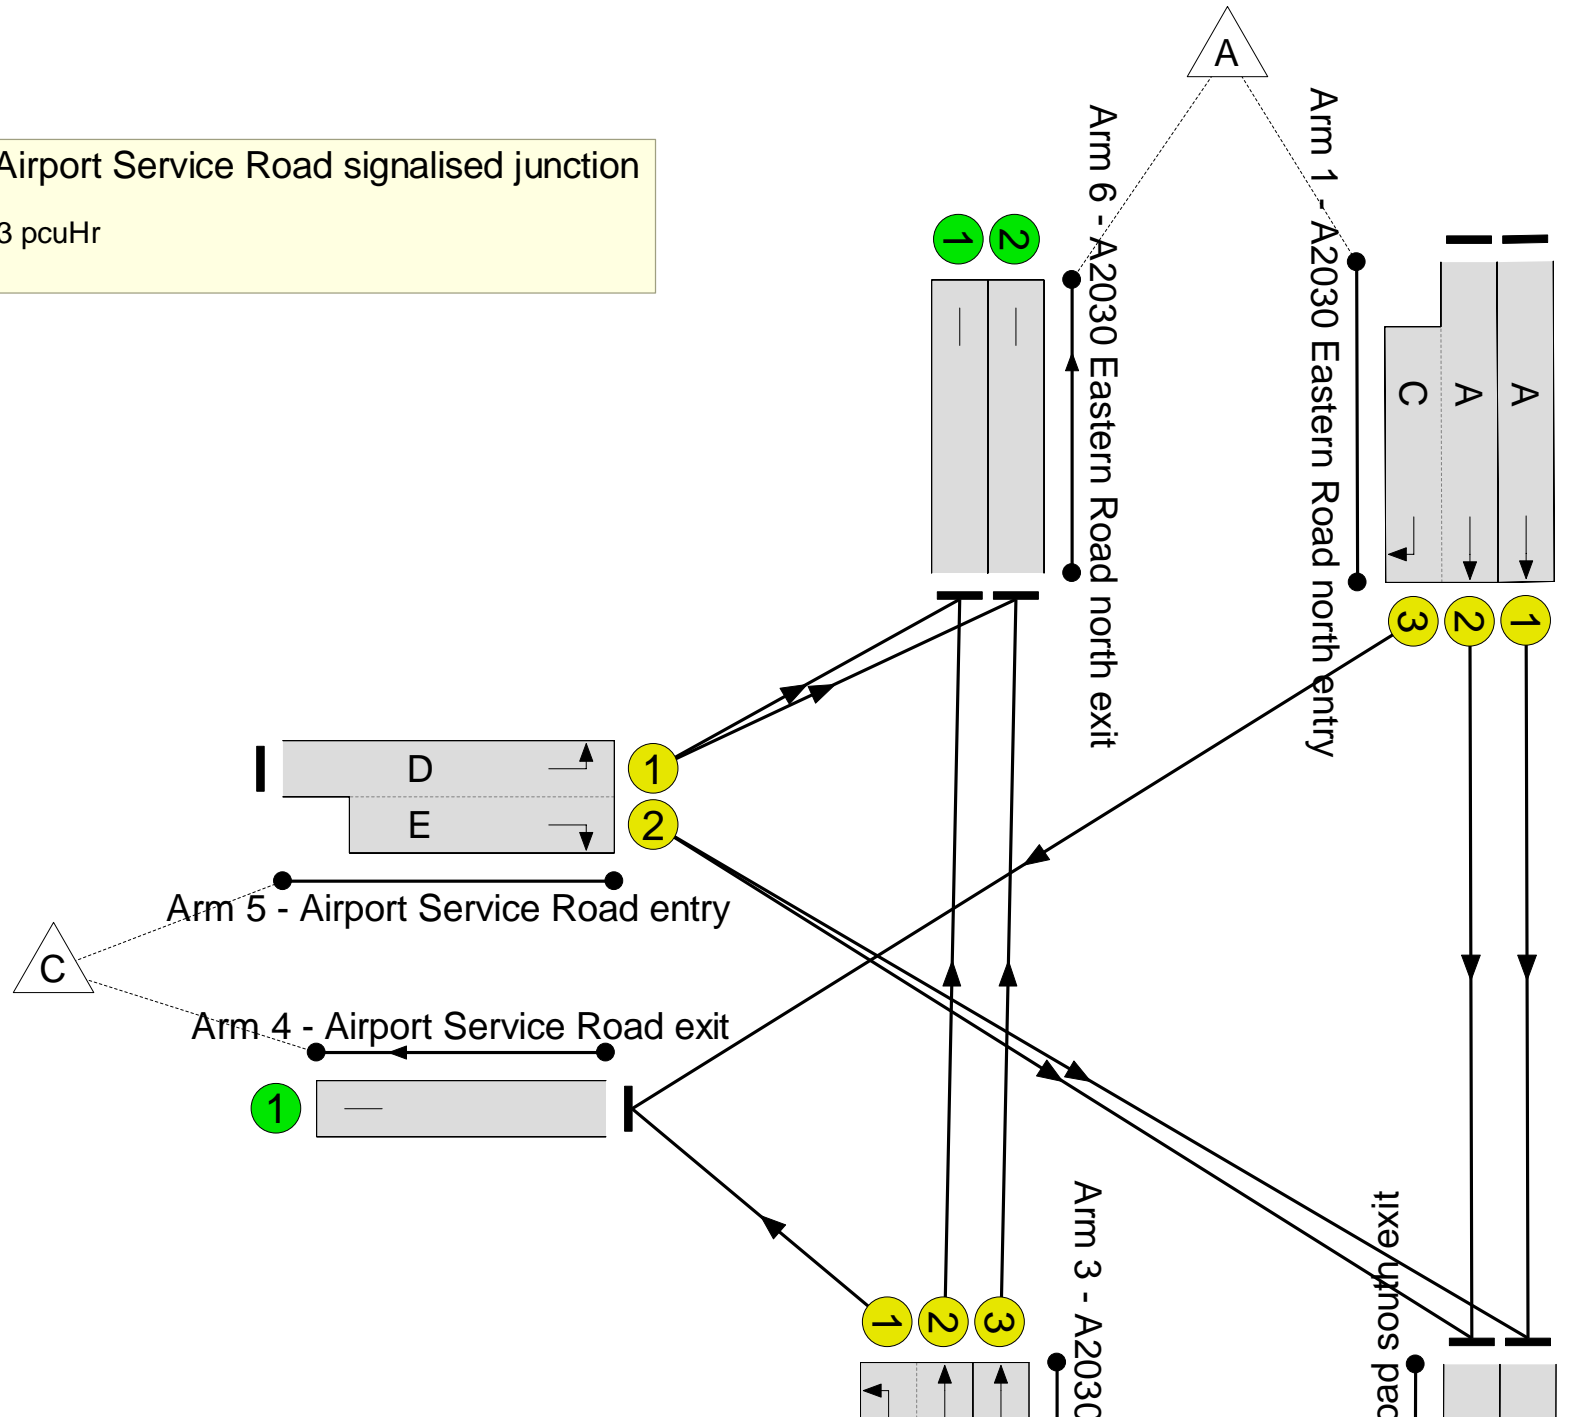 A
Airport Service Road signalised junction
3 pcuHr
Arm 6 - A2030 Eastern Road north exit
Arm 1 - A2030 Eastern Road north entry
1
2
C
A
A
3
2
1
D
E
1
2
Arm 5 - Airport Service Road entry
C
Arm 4 - Airport Service Road exit
1
Arm 3 - A2030
south exit
1
2
3